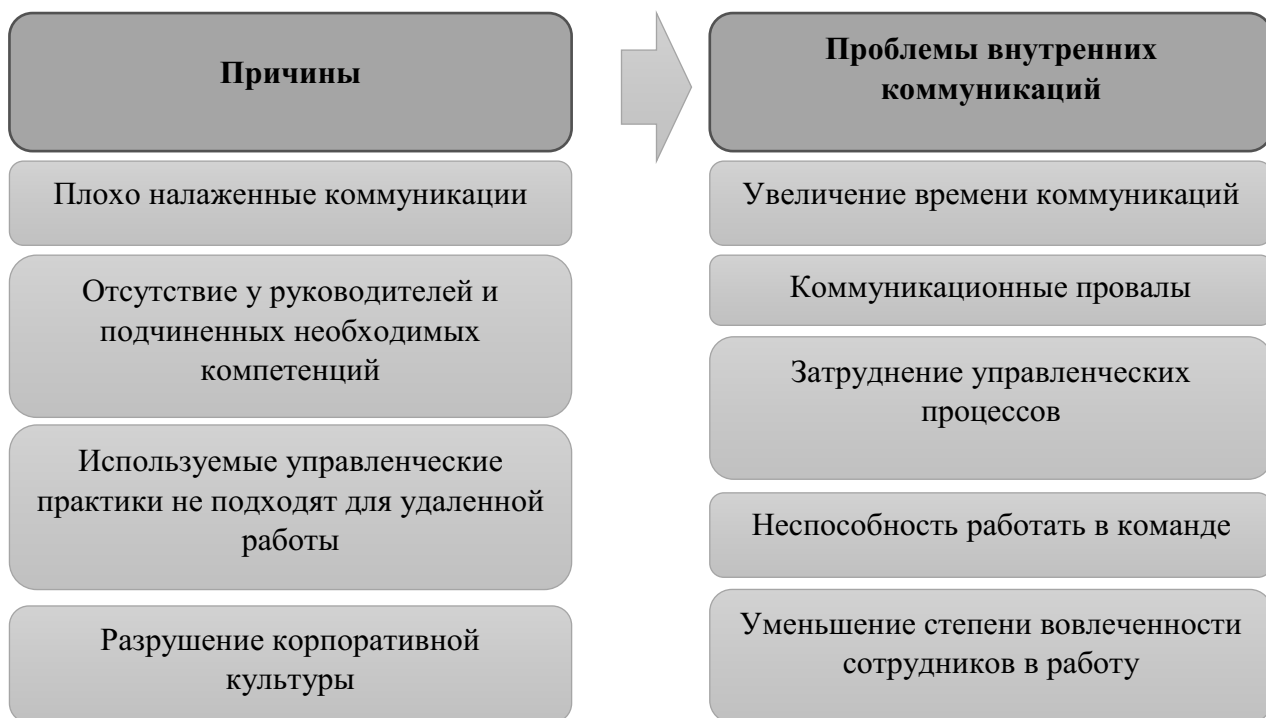 Причины
Плохо налаженные коммуникации
Отсутствие у руководителей и
подчиненных необходимых
компетенций
Используемые управленческие
практики не подходят для удаленной
работы
Разрушение корпоративной
культуры
Проблемы внутренних
коммуникаций
Увеличение времени коммуникаций
Коммуникационные провалы
Затруднение управленческих
процессов
Неспособность работать в команде
Уменьшение степени вовлеченности
сотрудников в работу